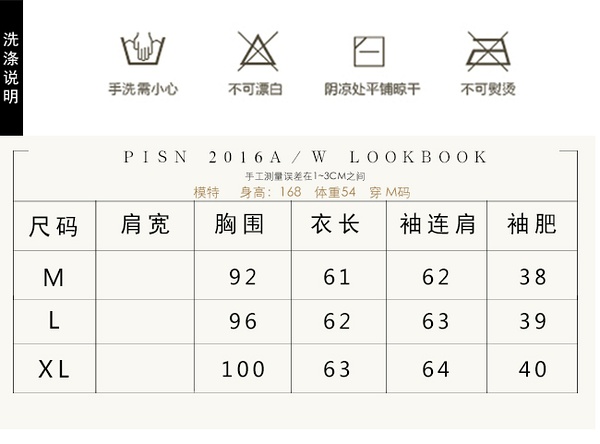 洗涤说明
手洗需小心 不可漂白 阴凉处平铺晾干 不可熨烫
PISN 2016A/W LOOKBOOK
手工测量误差在1~3CM之间
模特 身高：168 体重54 穿 M码
尺码 肩宽 胸围 衣长 袖连肩 袖肥
M 92 61 62 38
L 96 62 63 39
XL 100 63 64 40